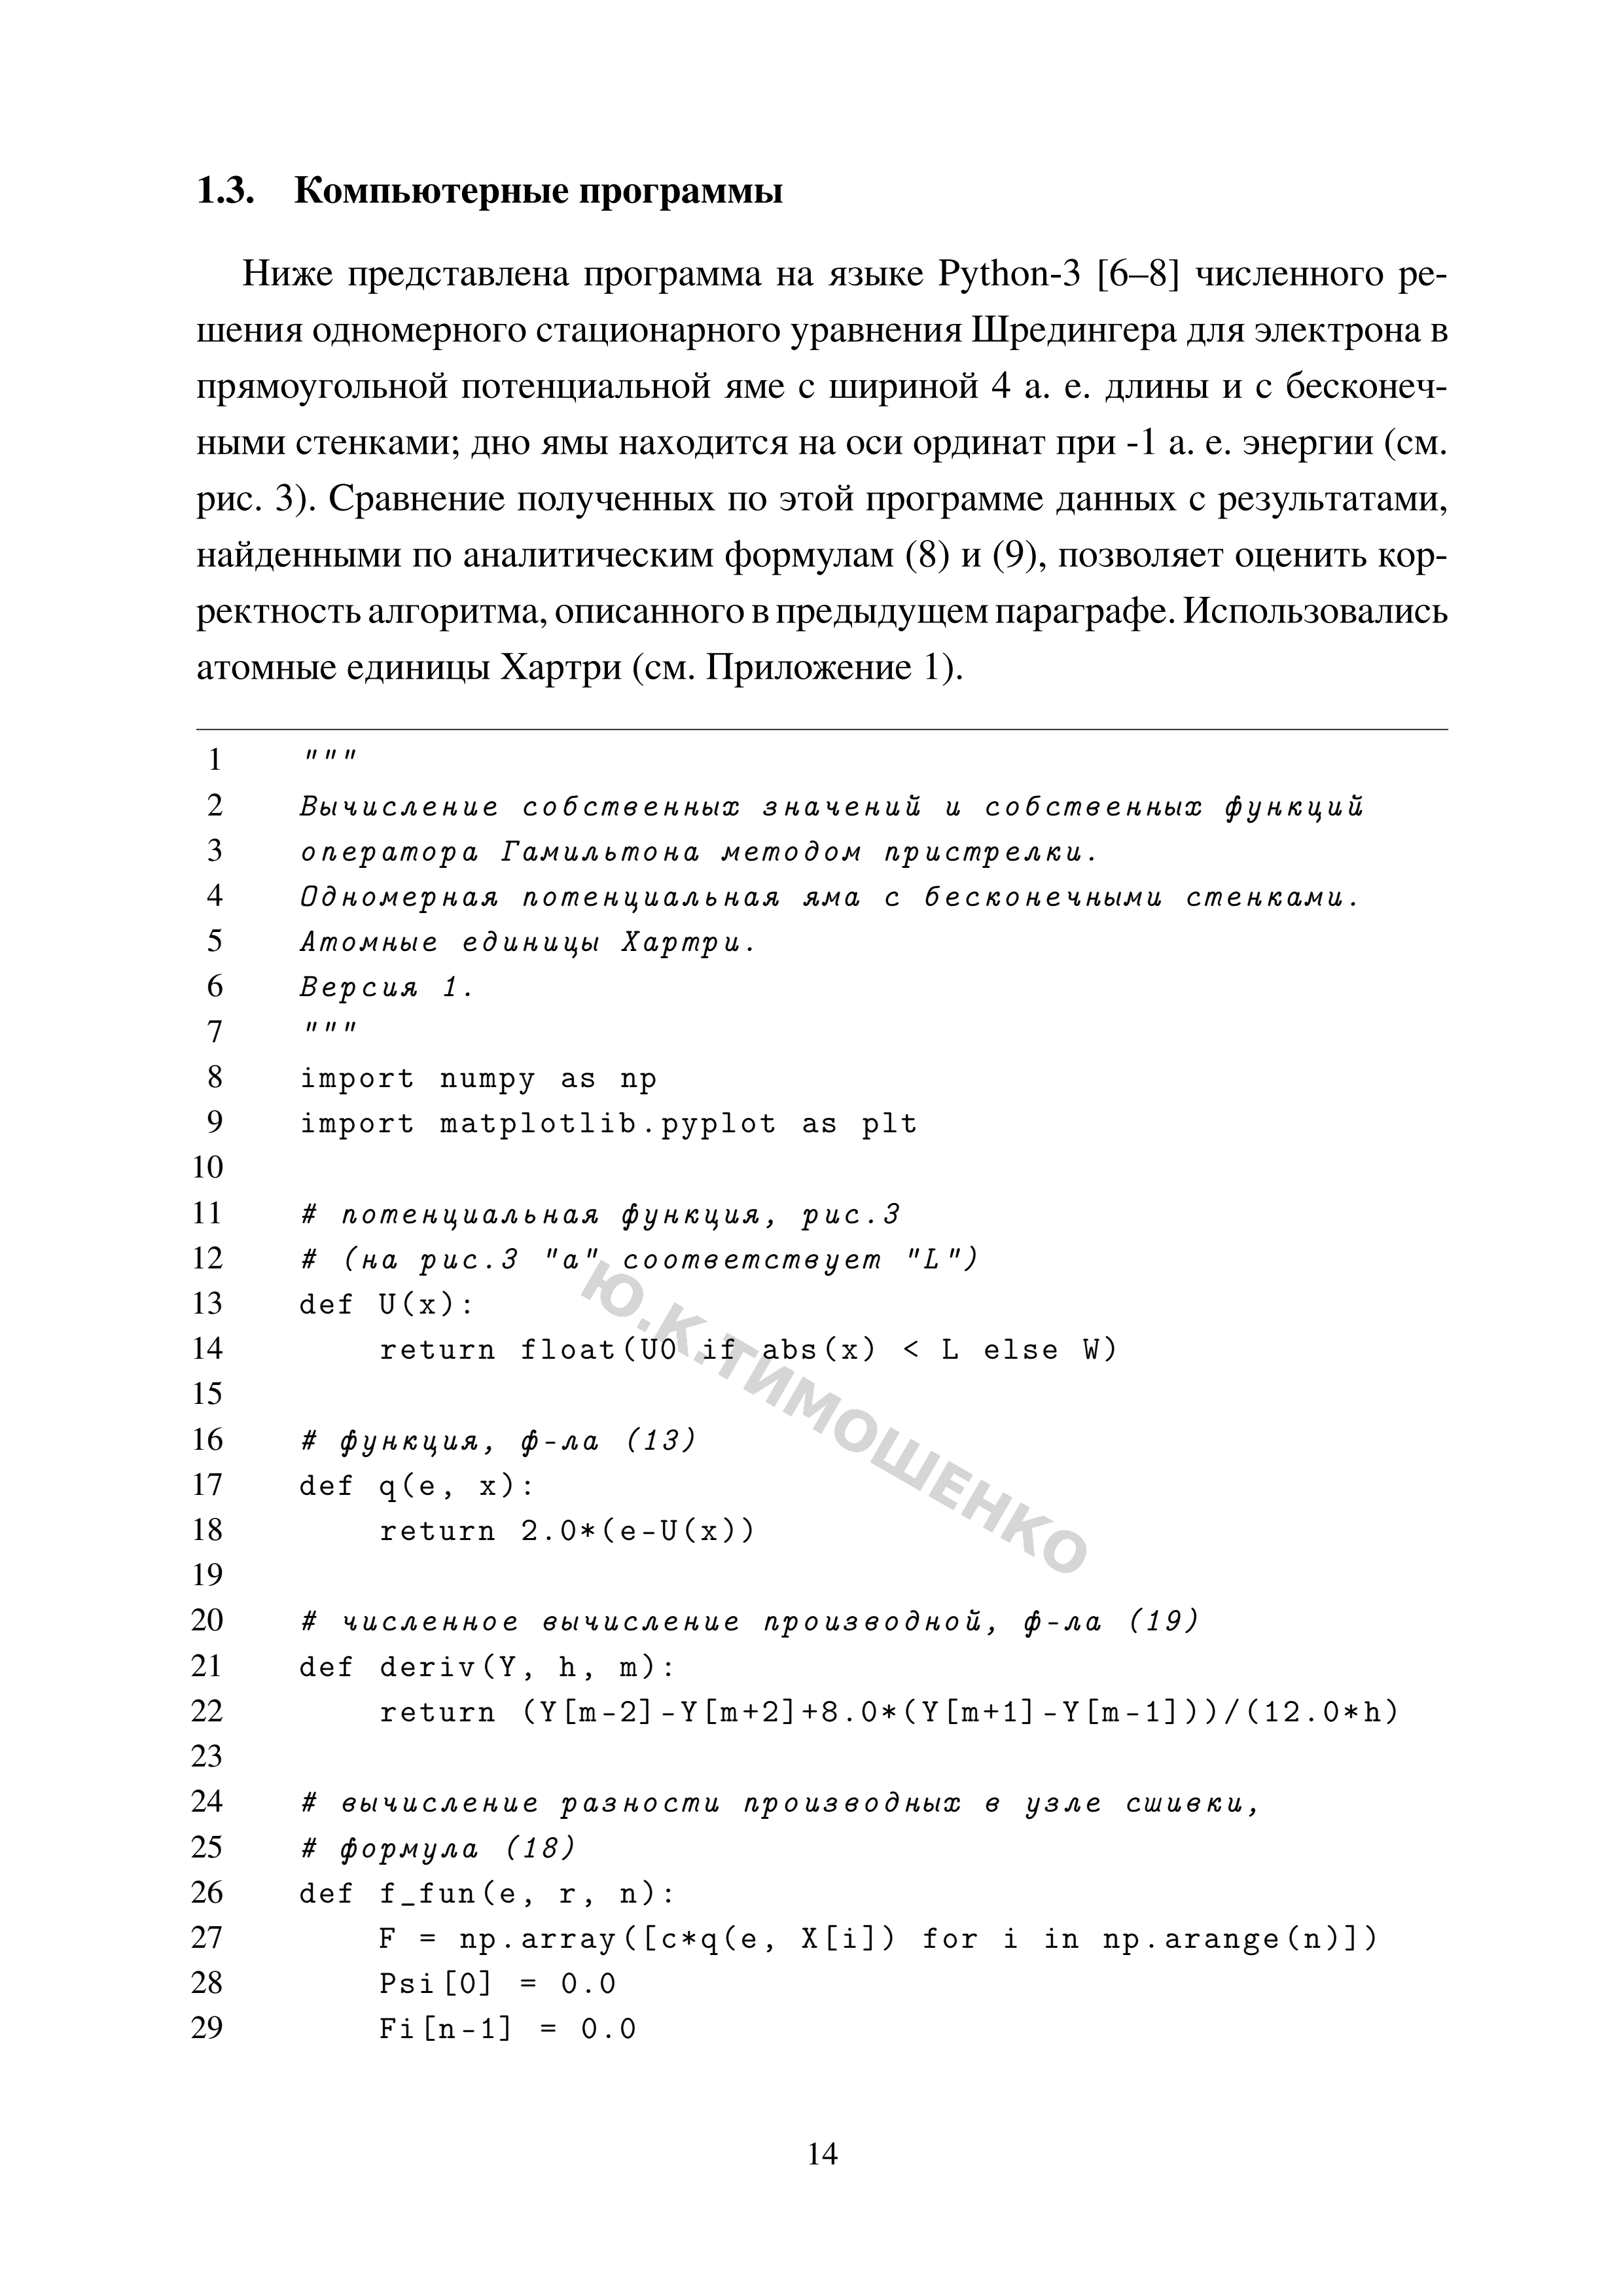 1.3. Компьютерные программы
Ниже представлена программа на языке Python-3 [6–8] численного ре-
шения одномерного стационарного уравнения Шредингера для электрона в
прямоугольной потенциальной яме с шириной 4 а. е. длины и с бесконеч-
ными стенками; дно ямы находится на оси ординат при -1 а. е. энергии (см.
рис. 3). Сравнение полученных по этой программе данных с результатами,
найденными по аналитическим формулам (8) и (9), позволяет оценить кор-
ректность алгоритма, описанного в предыдущем параграфе. Использовались
атомные единицы Хартри (см. Приложение 1).
1 """
2 Вычисление собственных значений и собственных функций
3 оператора Гамильтона методом пристрелки.
4 Одномерная потенциальная яма с бесконечными стенками.
5 Атомные единицы Хартри.
6 Версия 1.
7 """
8 import numpy as np
9 import matplotlib.pyplot as plt
10
11 # потенциальная функция, рис.3
12 # (на рис.3 "a" соответствует "L")
13 def U(x):
14     return float(U0 if abs(x) < L else W)
15
16 # функция, ф-ла (13)
17 def q(e, x):
18     return 2.0*(e-U(x))
19
20 # численное вычисление производной, ф-ла (19)
21 def deriv(Y, h, m):
22     return (Y[m-2]-Y[m+2]+8.0*(Y[m+1]-Y[m-1]))/(12.0*h)
23
24 # вычисление разности производных в узле сшивки,
25 # формула (18)
26 def f_fun(e, r, n):
27     F = np.array([c*q(e, X[i]) for i in np.arange(n)])
28     Psi[0] = 0.0
29     Fi[n-1] = 0.0
Ю.К.ТИМОШЕНКО
14